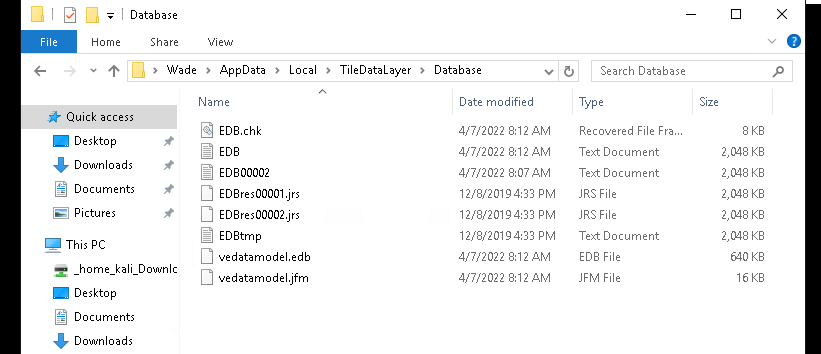 Database
File Home Share View
Wade AppData Local TileDataLayer Database Search Database
Name Date modified Type Size
Quick access
Desktop
Downloads
Documents
Pictures
This PC
_home_kali_Downlc
Desktop
Documents
Downloads
EDB.chk 4/7/2022 8:12 AM Recovered File Fra... 8 KB
EDB 4/7/2022 8:12 AM Text Document 2,048 KB
EDB00002 4/7/2022 8:07 AM Text Document 2,048 KB
EDBres00001.jrs 12/8/2019 4:33 PM JRS File 2,048 KB
EDBres00002.jrs 12/8/2019 4:33 PM JRS File 2,048 KB
EDBtmp 12/8/2019 4:33 PM Text Document 2,048 KB
vedatamodel.edb 4/7/2022 8:12 AM EDB File 640 KB
vedatamodel.jfm 4/7/2022 8:12 AM JFM File 16 KB